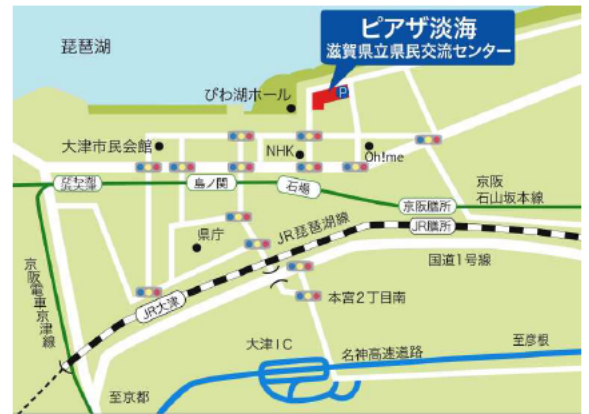 ピアザ淡海
滋賀県立県民交流センター
琵琶湖
P
びわ湖ホール
大津市民会館
NHK
Oh!me
京阪
石山坂本線
島ノ関
石場
京阪膳所
JR膳所
JR琵琶湖線
県庁
国道1号線
京阪電車京津線
JR大津
本宮2丁目南
大津IC
名神高速道路
至彦根
至京都